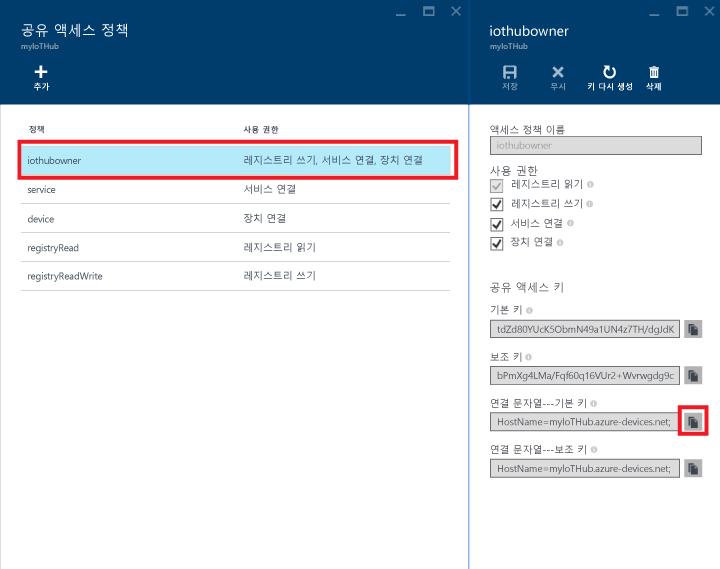 공유 액세스 정책
myIoTHub
추가
정책 사용 권한
iothubowner 레지스트리 쓰기, 서비스 연결, 장치 연결
service 서비스 연결
device 장치 연결
registryRead 레지스트리 읽기
registryReadWrite 레지스트리 쓰기
iothubowner
myIoTHub
저장 무시 키 다시 생성 삭제
액세스 정책 이름
iothubowner
사용 권한
레지스트리 읽기
레지스트리 쓰기
서비스 연결
장치 연결
공유 액세스 키
기본 키
tdZd80YUcK5ObmN49a1UN4z7TH/dgJdK
보조 키
bPmXg4LMa/Fqf60q16VUr2+Wvrwgdg9c
연결 문자열---기본 키
HostName=myIoTHub.azure-devices.net;
연결 문자열---보조 키
HostName=myIoTHub.azure-devices.net;